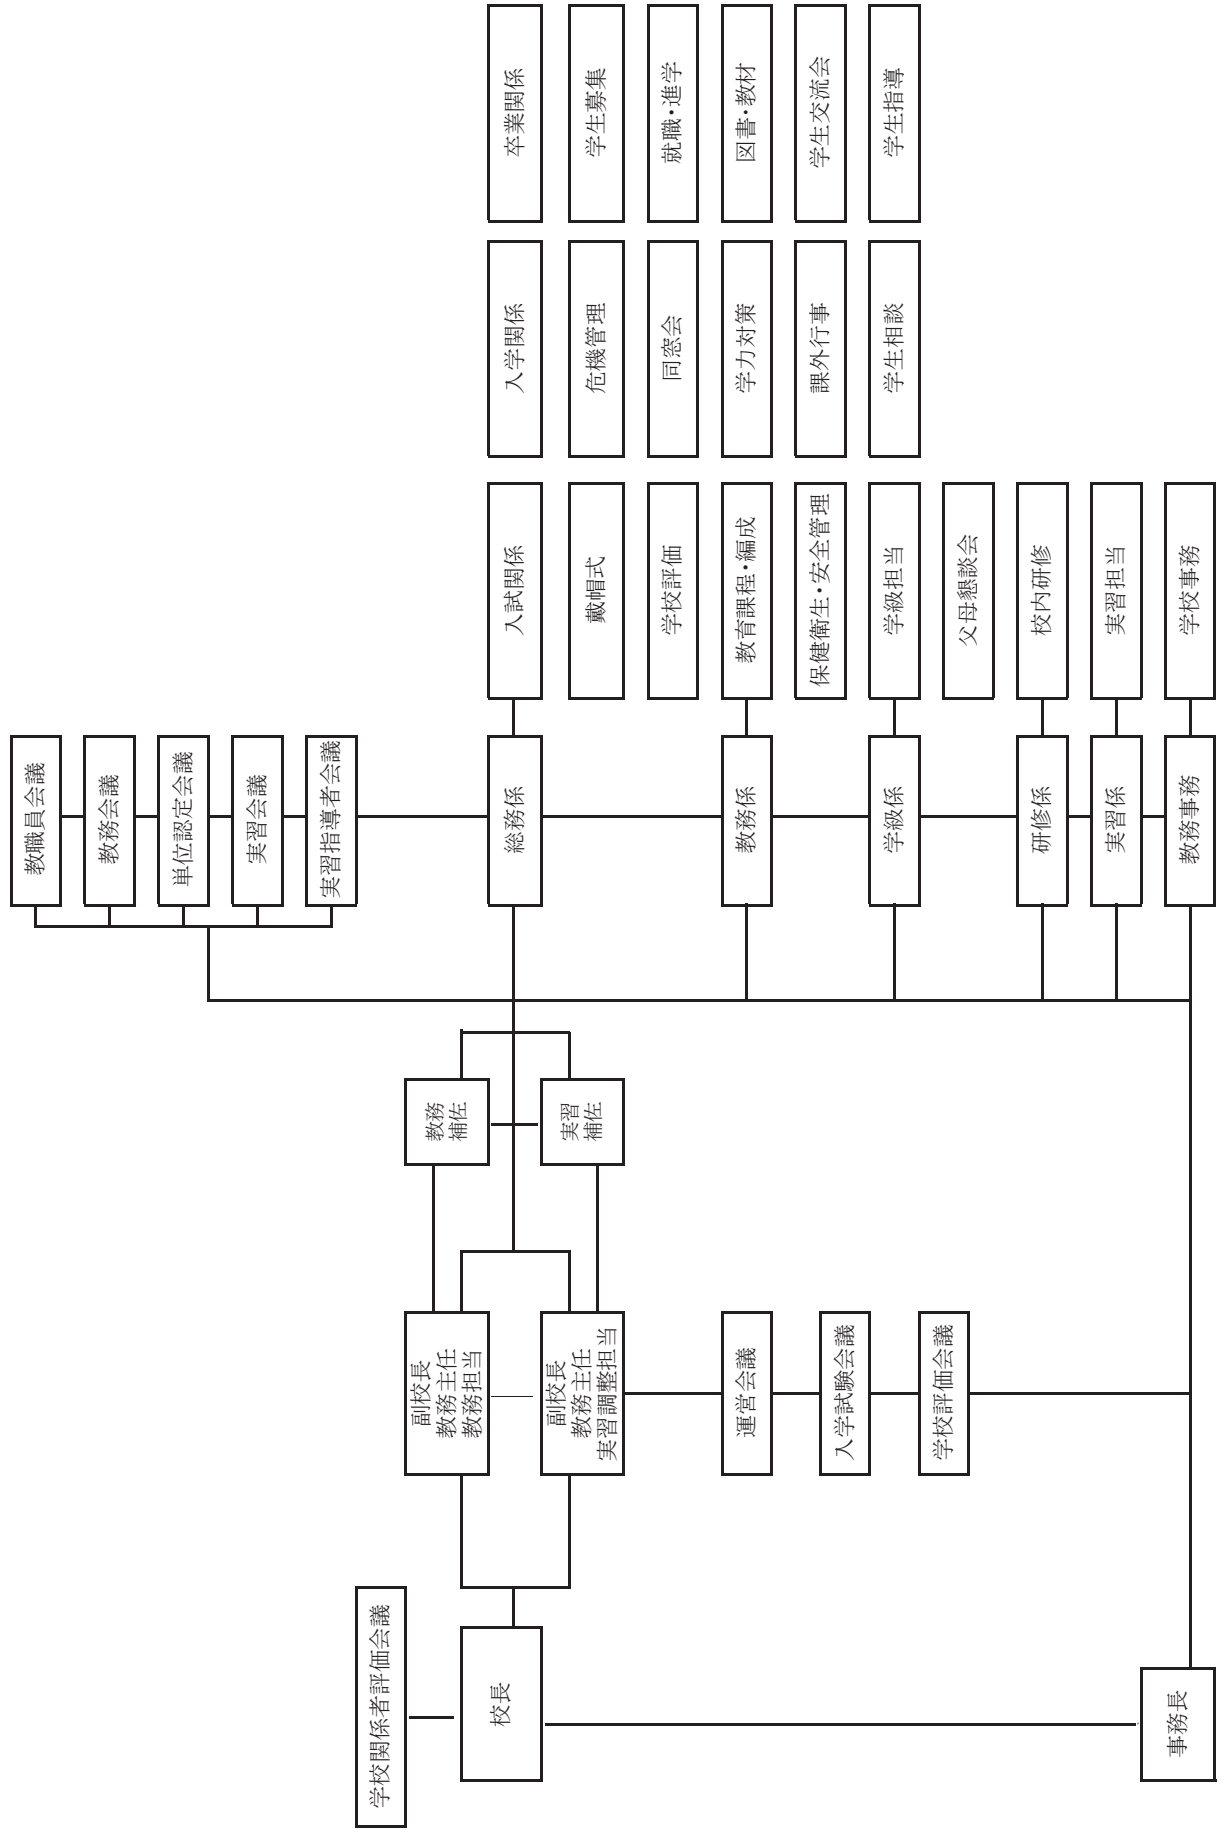 教職員会議
教務会議
単位認定会議
実習会議
実習指導者会議
学校関係者評価会議
校長
副校長
教務主任
教務担当
教務
補佐
副校長
教務主任
実習調整担当
実習
補佐
総務係
入試関係
入学関係
卒業関係
戴帽式
危機管理
学生募集
学校評価
同窓会
就職・進学
運営会議
教務係
教育課程・編成
学力対策
図書・教材
入学試験会議
保健衛生・安全管理
課外行事
学生交流会
学校評価会議
学級係
学級担当
学生相談
学生指導
父母懇談会
研修係
校内研修
実習係
実習担当
事務長
教務事務
学校事務